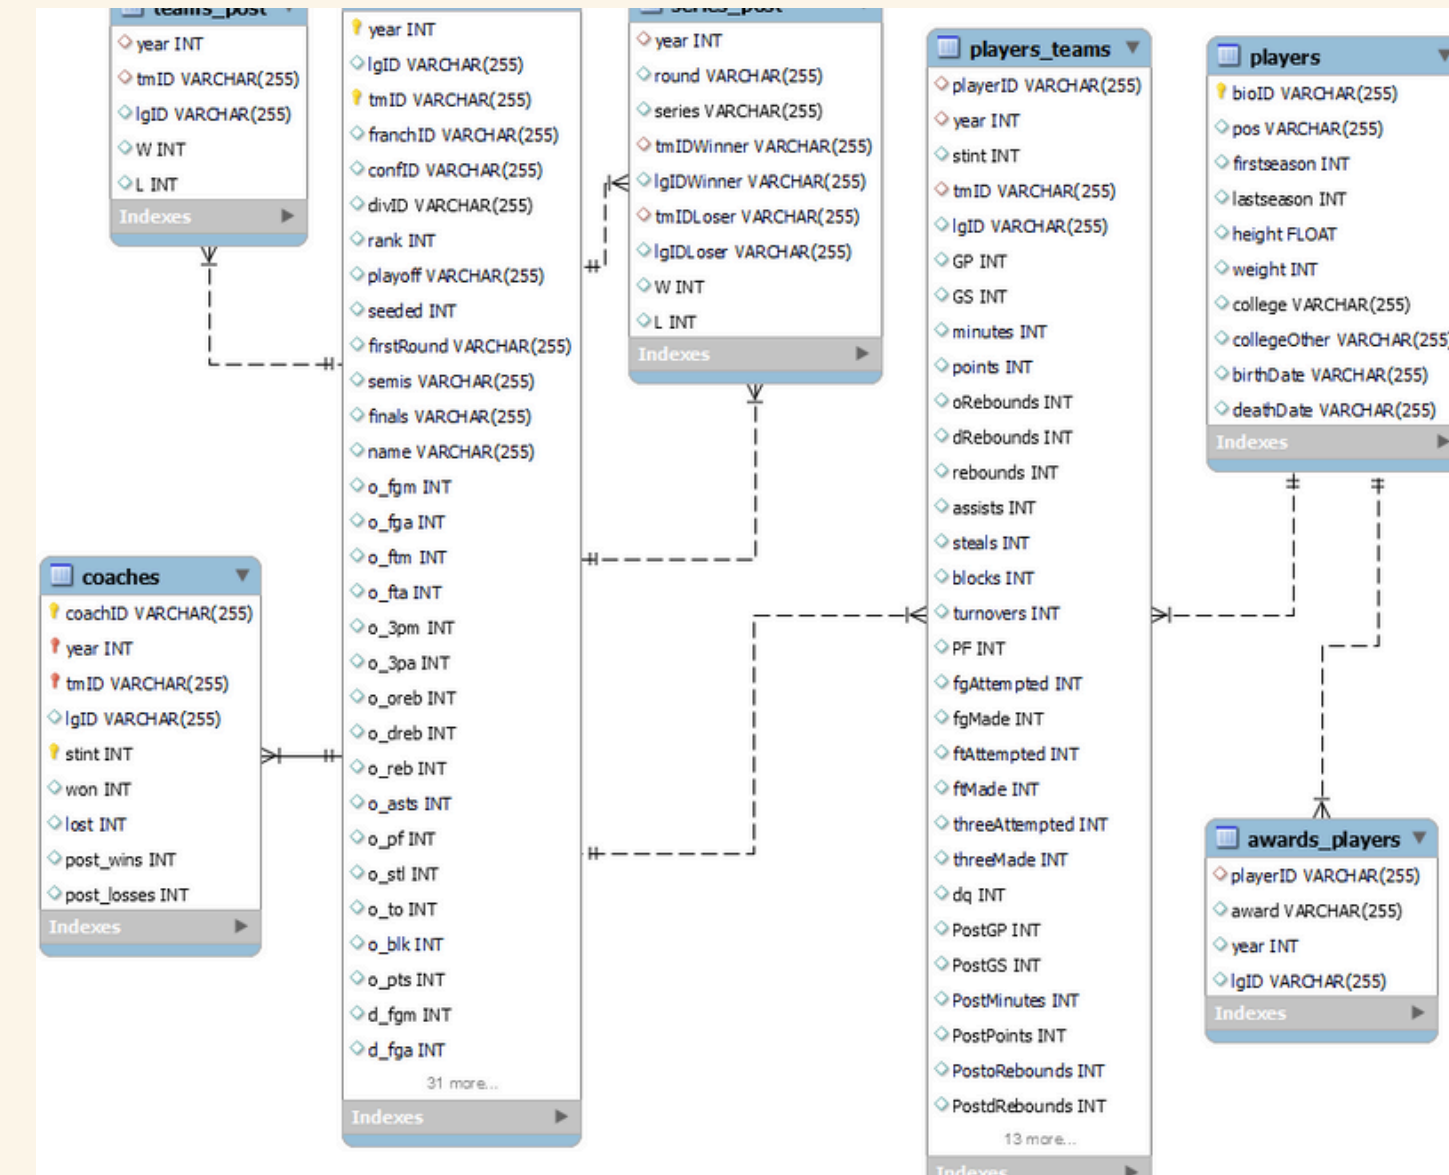 teams_post
year INT
tmID VARCHAR(255)
lgID VARCHAR(255)
W INT
L INT
Indexes
year INT
lgID VARCHAR(255)
tmID VARCHAR(255)
franchID VARCHAR(255)
confID VARCHAR(255)
divID VARCHAR(255)
rank INT
playoff VARCHAR(255)
seeded INT
firstRound VARCHAR(255)
semis VARCHAR(255)
finals VARCHAR(255)
name VARCHAR(255)
o_fgm INT
o_fga INT
o_ftm INT
o_fta INT
o_3pm INT
o_3pa INT
o_oreb INT
o_dreb INT
o_reb INT
o_asts INT
o_pf INT
o_stl INT
o_to INT
o_blk INT
o_pts INT
d_fgm INT
d_fga INT
31 more...
Indexes
series_post
year INT
round VARCHAR(255)
series VARCHAR(255)
tmIDWinner VARCHAR(255)
lgIDWinner VARCHAR(255)
tmIDLoser VARCHAR(255)
lgIDLoser VARCHAR(255)
W INT
L INT
Indexes
players_teams
playerID VARCHAR(255)
year INT
stint INT
tmID VARCHAR(255)
lgID VARCHAR(255)
GP INT
GS INT
minutes INT
points INT
oRebounds INT
dRebounds INT
rebounds INT
assists INT
steals INT
blocks INT
turnovers INT
PF INT
fgAttempted INT
fgMade INT
ftAttempted INT
ftMade INT
threeAttempted INT
threeMade INT
dq INT
PostGP INT
PostGS INT
PostMinutes INT
PostPoints INT
PostoRebounds INT
PostdRebounds INT
13 more...
Indexes
players
bioID VARCHAR(255)
pos VARCHAR(255)
firstseason INT
lastseason INT
height FLOAT
weight INT
college VARCHAR(255)
collegeOther VARCHAR(255)
birthDate VARCHAR(255)
deathDate VARCHAR(255)
Indexes
coaches
coachID VARCHAR(255)
year INT
tmID VARCHAR(255)
lgID VARCHAR(255)
stint INT
won INT
lost INT
post_wins INT
post_losses INT
Indexes
awards_players
playerID VARCHAR(255)
award VARCHAR(255)
year INT
lgID VARCHAR(255)
Indexes